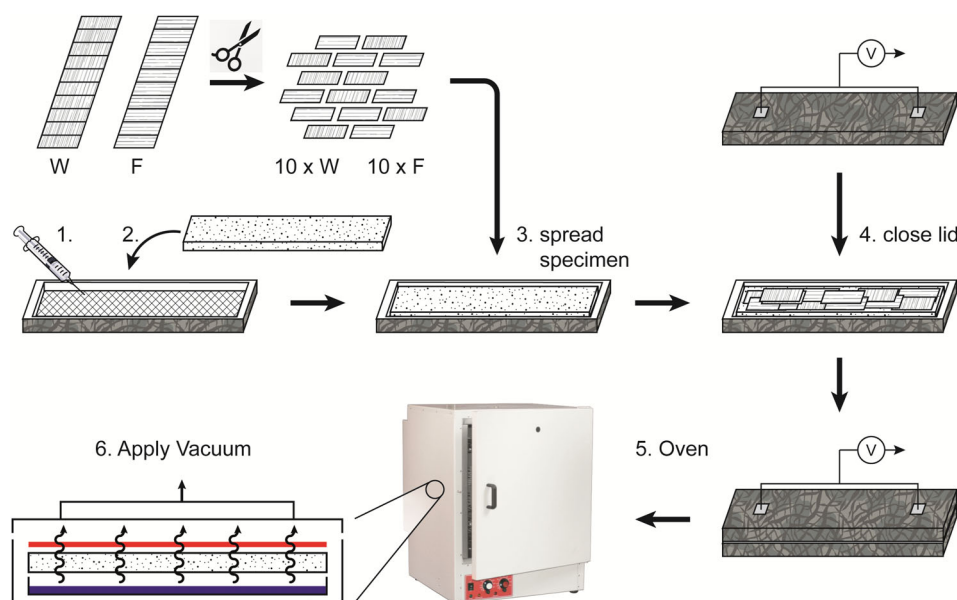 W
F
10 x W
10 x F
V
1.
2.
3. spread
specimen
4. close lid
6. Apply Vacuum
5. Oven
V